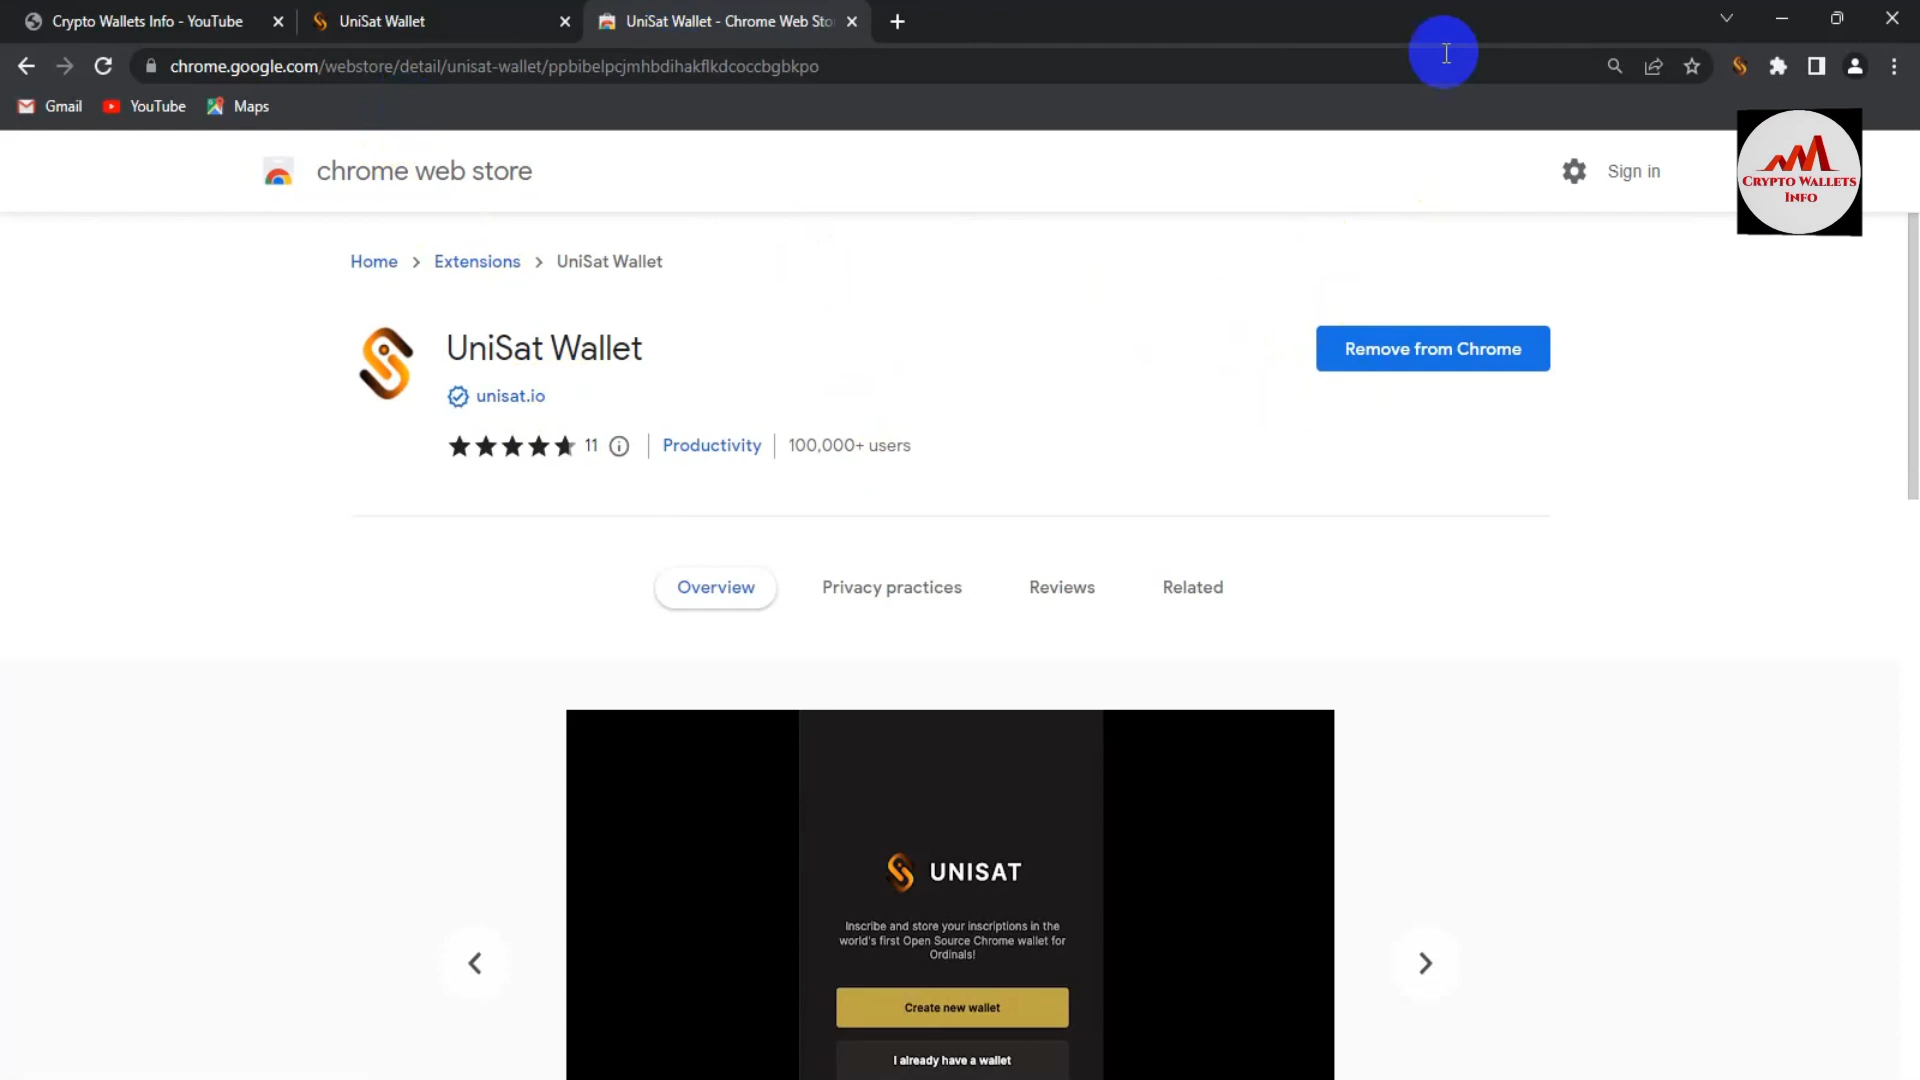 Crypto Wallets Info - YouTube
UniSat Wallet
UniSat Wallet - Chrome Web Sto
chrome.google.com/webstore/detail/unisat-wallet/ppbibelpcjmhbdihakflkdcoccbgbkpo
Gmail
YouTube
Maps
chrome web store
Sign in
CRYPTO WALLETS
INFO
Home > Extensions > UniSat Wallet
UniSat Wallet
Remove from Chrome
unisat.io
11
Productivity
100,000+ users
Overview
Privacy practices
Reviews
Related
UNISAT
Inscribe and store your inscriptions in the
world's first Open Source Chrome wallet for
Ordinals!
Create new wallet
I already have a wallet